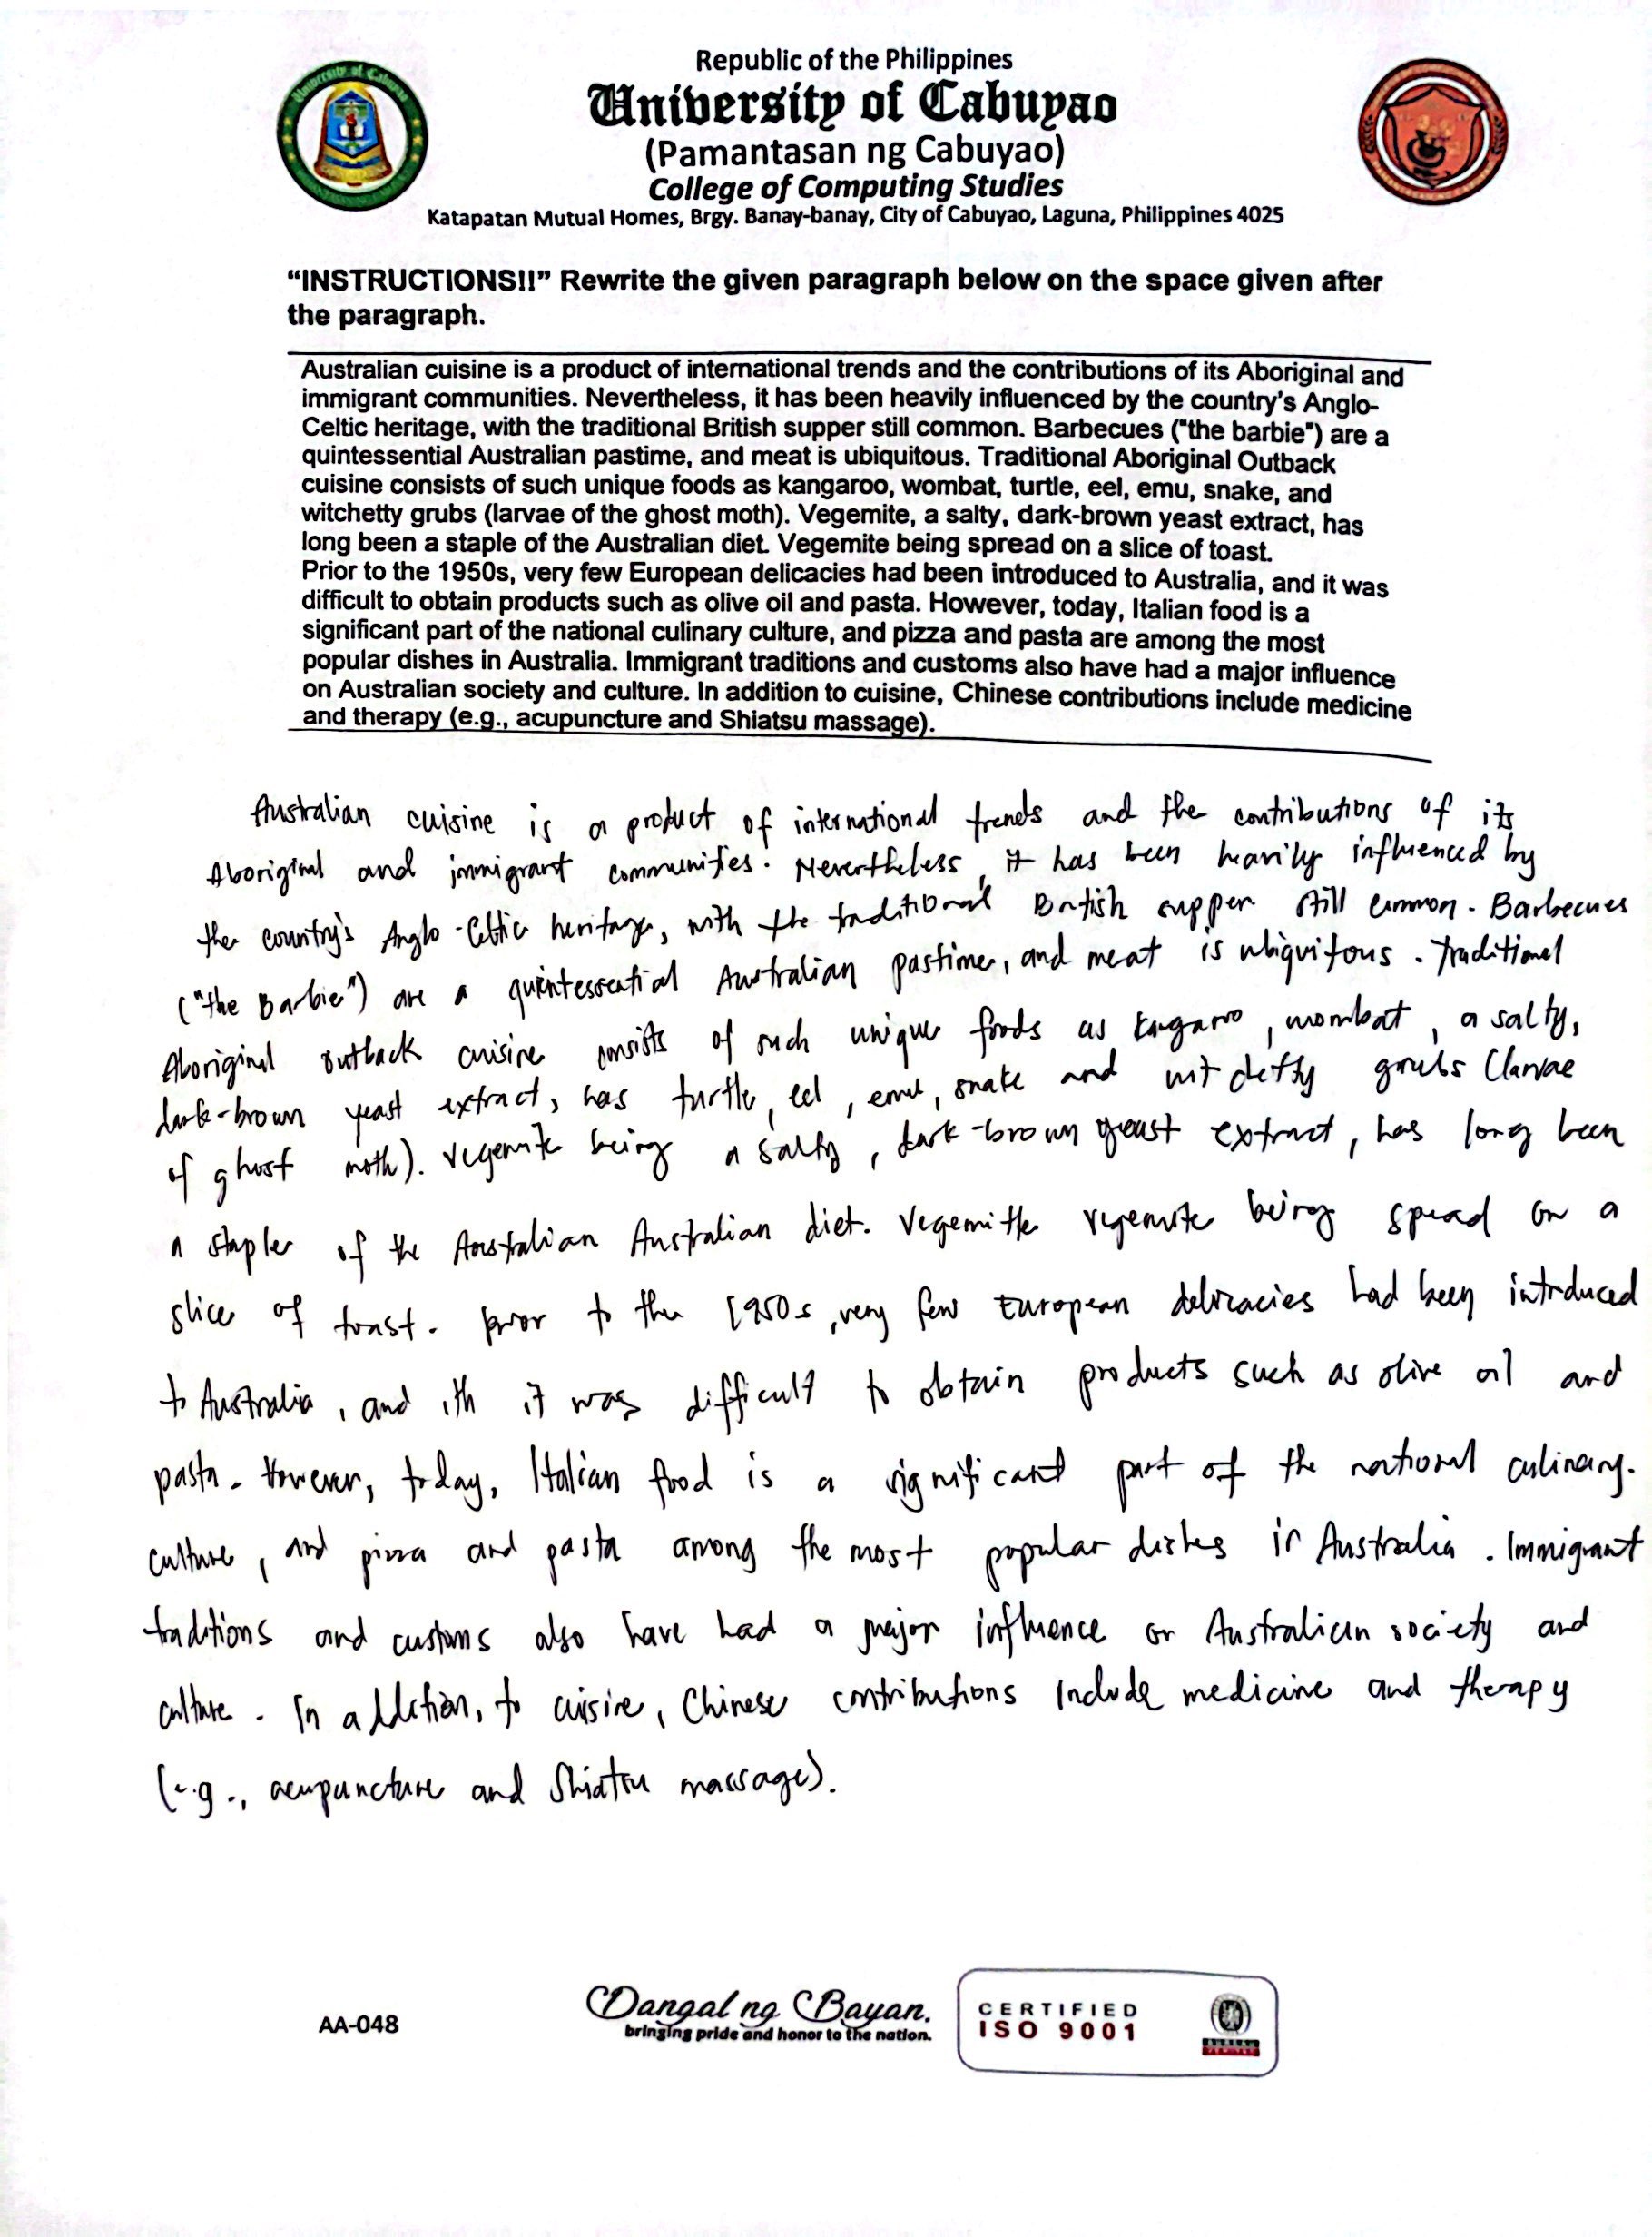 Republic of the Philippines
University of Cabuyao
(Pamantasan ng Cabuyao)
College of Computing Studies
Katapatan Mutual Homes, Brgy. Banay-banay, City of Cabuyao, Laguna, Philippines 4025
“INSTRUCTIONS!!” Rewrite the given paragraph below on the space given after
the paragraph.
Australian cuisine is a product of international trends and the contributions of its Aboriginal and
immigrant communities. Nevertheless, it has been heavily influenced by the country's Anglo-
Celtic heritage, with the traditional British supper still common. Barbecues ("the barbie") are a
quintessential Australian pastime, and meat is ubiquitous. Traditional Aboriginal Outback
cuisine consists of such unique foods as kangaroo, wombat, turtle, eel, emu, snake, and
witchetty grubs (larvae of the ghost moth). Vegemite, a salty, dark-brown yeast extract, has
long been a staple of the Australian diet. Vegemite being spread on a slice of toast.
Prior to the 1950s, very few European delicacies had been introduced to Australia, and it was
difficult to obtain products such as olive oil and pasta. However, today, Italian food is a
significant part of the national culinary culture, and pizza and pasta are among the most
popular dishes in Australia. Immigrant traditions and customs also have had a major influence
on Australian society and culture. In addition to cuisine, Chinese contributions include medicine
and therapy (e.g., acupuncture and Shiatsu massage).
Australian cuisine is a product of international trends and the contributions of its
Aboriginal and immigrant communities. Nevertheless, it has been heavily influenced by
the country's Anglo-Celtic heritage, with the traditional British supper still common. Barbecues
("the Barbie") are a quintessential Australian pastime, and meat is ubiquitous. Traditional
Aboriginal outback cuisine consists of such unique foods as kangaroo, wombat, a salty,
dark-brown yeast extract, has turtle, eel, emu, snake and (larvae
of ghost moth). Vegemite being a salty, dark-brown yeast extract, has long been
a staple of the Australian Australian diet. Vegemitte vegemite being spread on a
slice of toast. Prior to the 1950s, very few European delicacies had been introduced
to Australia, and ith it was difficult to obtain products such as olive oil and
pasta. However, today, Italian food is a significant part of the national culinary.
culture, and pizza and pasta among the most popular dishes in Australia. Immigrant
traditions and customs also have had a major influence on Australian society and
culture. In addition, to cuisine, Chinese contributions Include medicine and therapy
(e.g., acupuncture and Shiatsu massage).
AA-048
Dangal ng Bayan.
bringing pride and honor to the nation.
CERTIFIED
ISO 9001